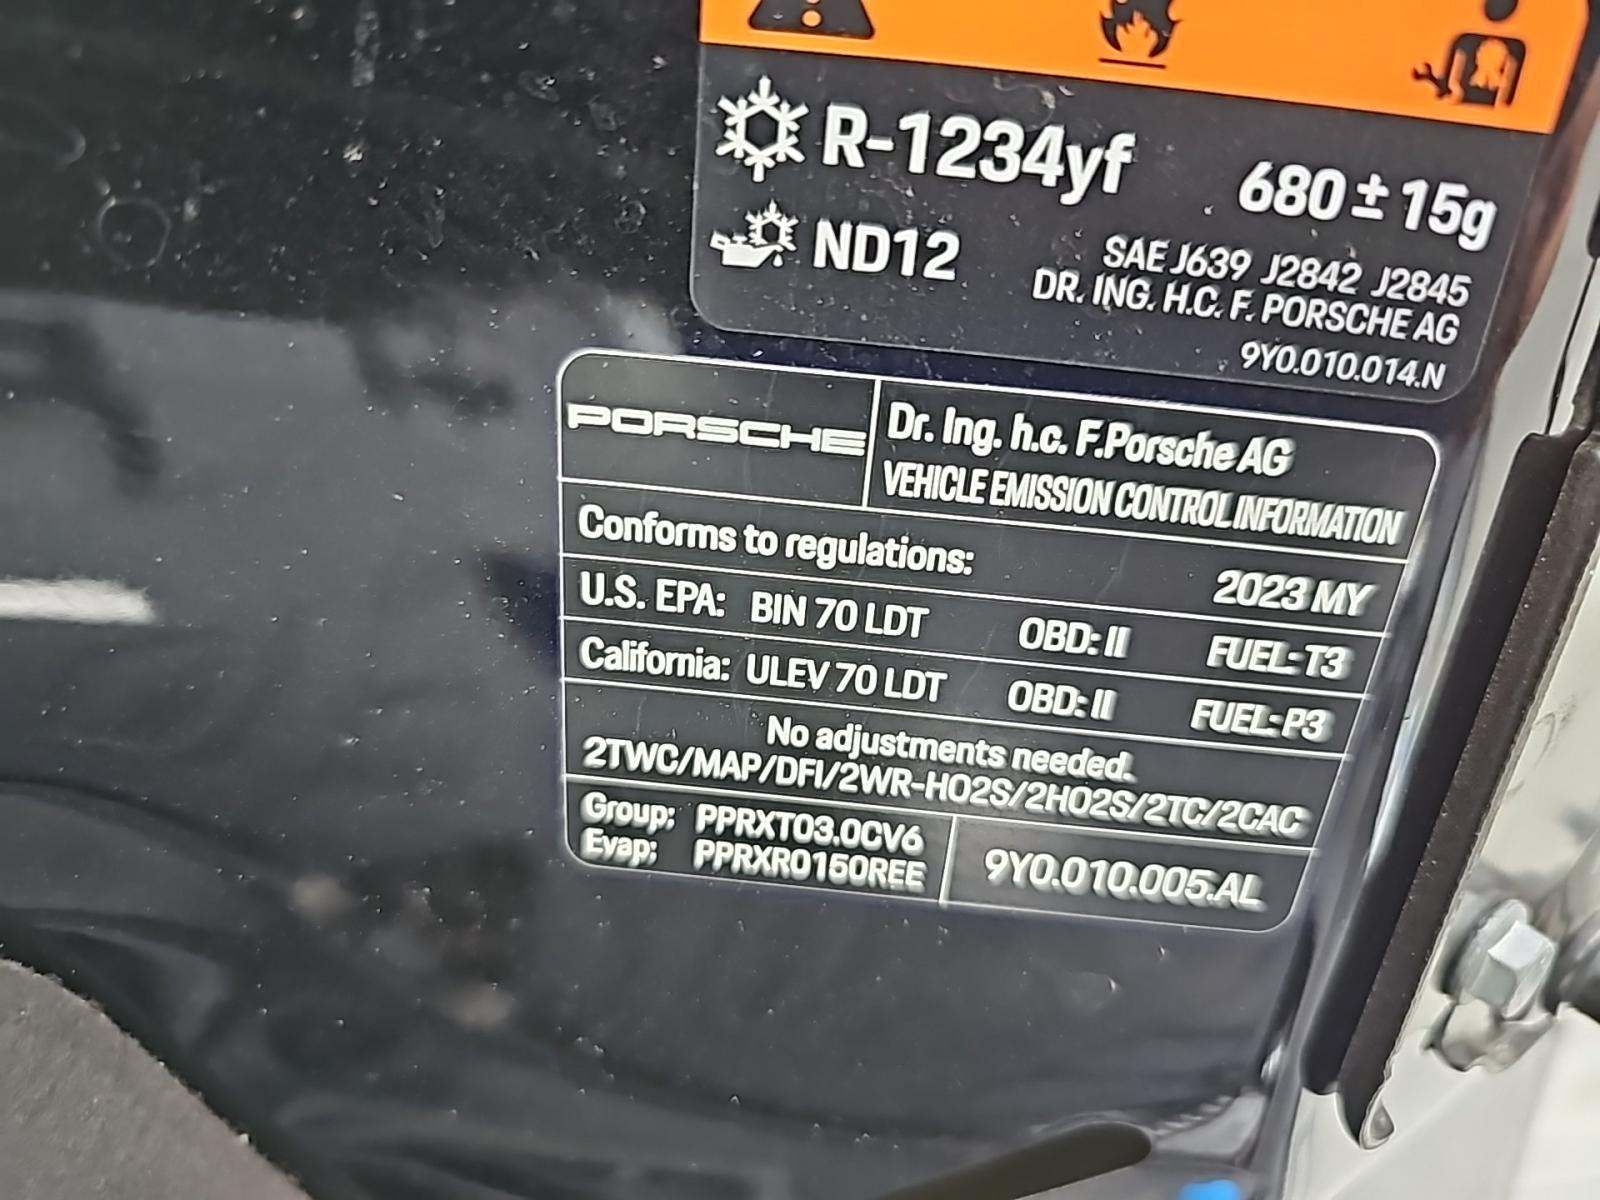 R-1234yf 680 ± 15g
ND12
SAE J639 J2842 J2845
DR. ING. H.C. F. PORSCHE AG
9Y0.010.014.N
PORSCHE
Dr. Ing. h.c. F.Porsche AG
VEHICLE EMISSION CONTROL INFORMATION
Conforms to regulations: 2023 MY
U.S. EPA: BIN 70 LDT OBD: II FUEL: T3
California: ULEV 70 LDT OBD: II FUEL: P3
No adjustments needed.
2TWC/MAP/DFI/2WR-HO2S/2HO2S/2TC/2CAC
Group: PPRXT03.0CV6
Evap: PPRXR0150REE
9Y0.010.005.AL